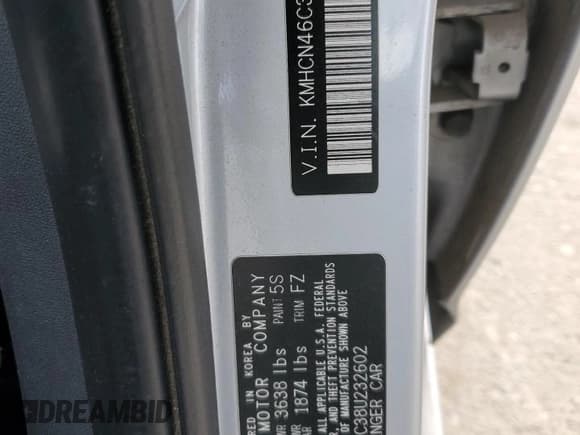 V.I.N. KMHCN46C3
IN KOREA BY
MOTOR COMPANY
3638 lbs PAINT 5S
1874 lbs TRIM FZ
ALL APPLICABLE U.S.A. FEDERAL
AND THEFT PREVENTION STANDARDS
MANUFACTURE SHOWN ABOVE
C38U232602
NGER CAR
DREAMBID